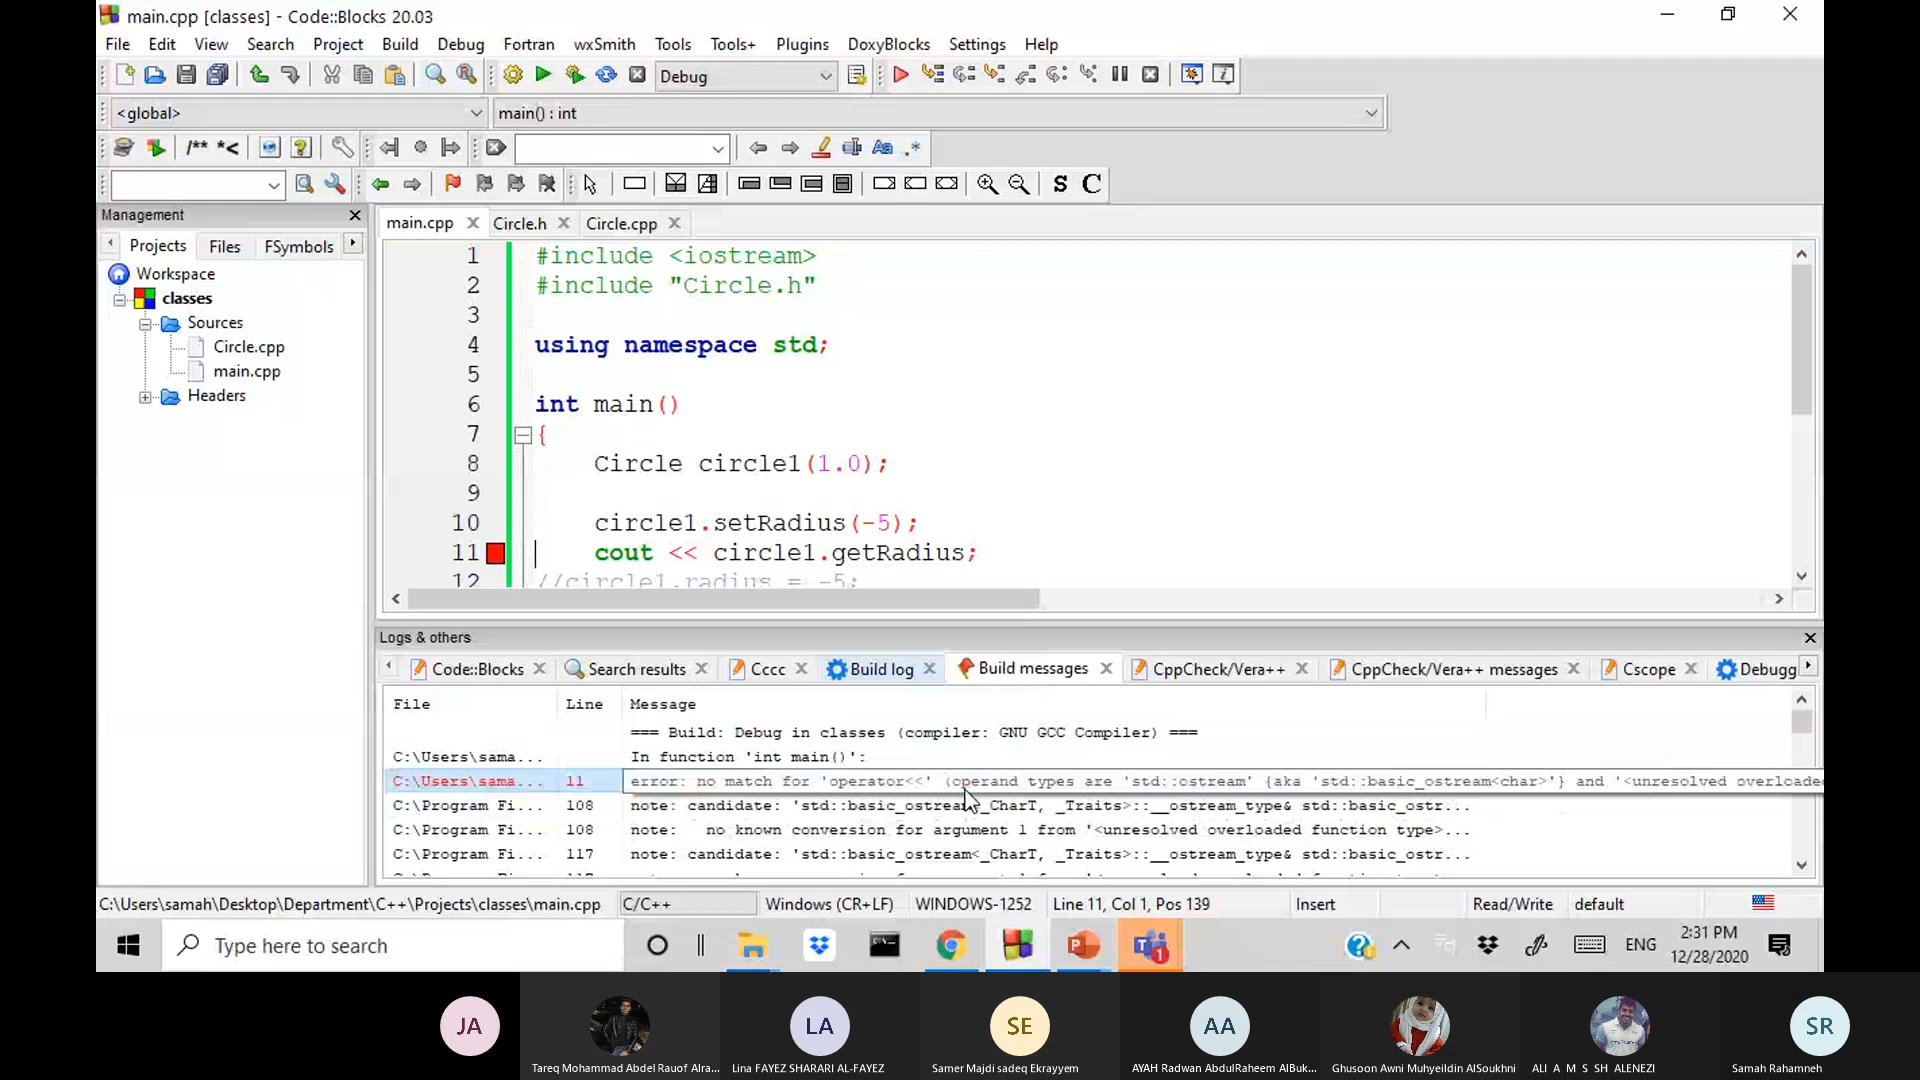 main.cpp [classes] - Code::Blocks 20.03
File Edit View Search Project Build Debug Fortran wxSmith Tools Tools+ Plugins DoxyBlocks Settings Help
Debug
<global> main() : int
/** *<
Aa .*
S C
Management
Projects Files FSymbols
Workspace
classes
Sources
Circle.cpp
main.cpp
Headers
main.cpp Circle.h Circle.cpp
1 #include <iostream>
2 #include "Circle.h"
3
4 using namespace std;
5
6 int main()
7 {
8 Circle circle1(1.0);
9
10 circle1.setRadius(-5);
11 cout << circle1.getRadius;
12 //circle1.radius = -5;
Logs & others
Code::Blocks Search results Cccc Build log Build messages CppCheck/Vera++ CppCheck/Vera++ messages Cscope Debugg
File Line Message
=== Build: Debug in classes (compiler: GNU GCC Compiler) ===
C:\Users\sama... In function 'int main()':
C:\Users\sama... 11 error: no match for 'operator<<' (operand types are 'std::ostream' {aka 'std::basic_ostream<char>'} and '<unresolved overloade
C:\Program Fi... 108 note: candidate: 'std::basic_ostream<_CharT, _Traits>::__ostream_type& std::basic_ostr...
C:\Program Fi... 108 note: no known conversion for argument 1 from '<unresolved overloaded function type>...
C:\Program Fi... 117 note: candidate: 'std::basic_ostream<_CharT, _Traits>::__ostream_type& std::basic_ostr...
C:\Users\samah\Desktop\Department\C++\Projects\classes\main.cpp C/C++ Windows (CR+LF) WINDOWS-1252 Line 11, Col 1, Pos 139 Insert Read/Write default
Type here to search
ENG
2:31 PM
12/28/2020
JA LA SE AA SR
Tareq Mohammad Abdel Rauof Alra... Lina FAYEZ SHARARI AL-FAYEZ Samer Majdi sadeq Ekrayyem AYAH Radwan AbdulRaheem AlBuk... Ghusoon Awni Muhyeildin AlSoukhni ALI A M S SH ALENEZI Samah Rahamneh